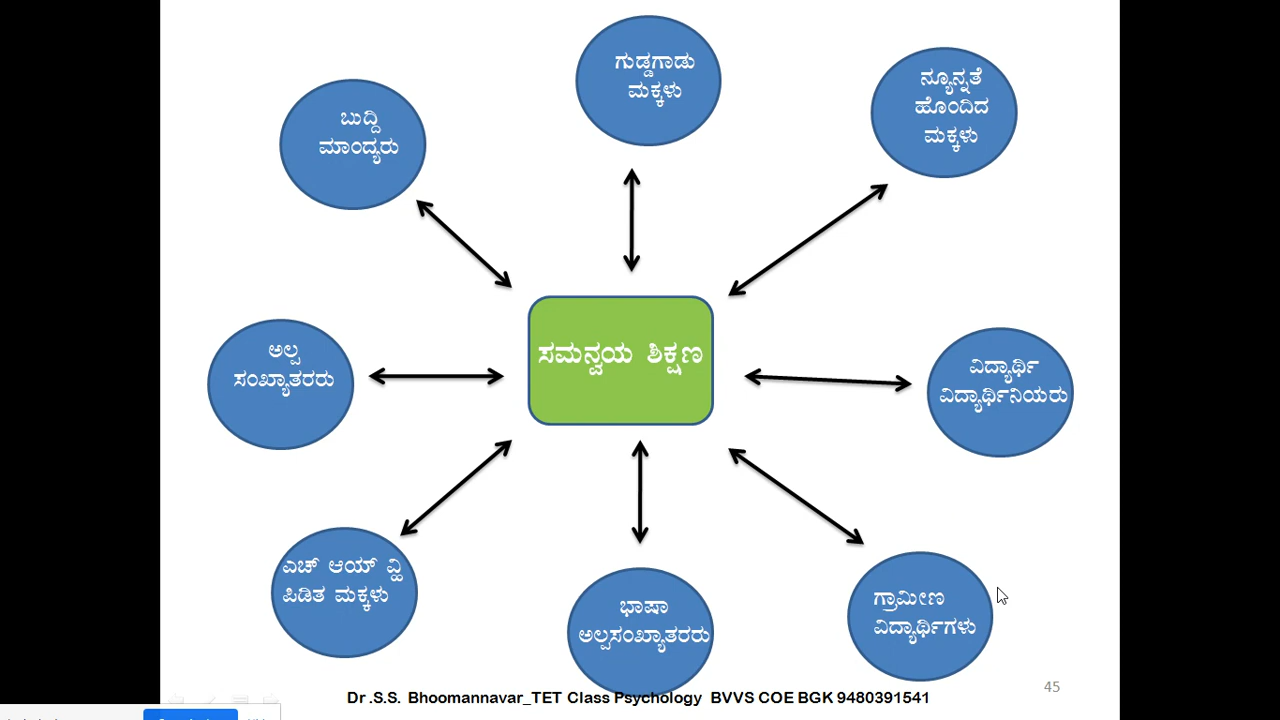 ಗುಡ್ಡಗಾಡು
ಮಕ್ಕಳು
ನ್ಯೂನ್ನತೆ
ಹೊಂದಿದ
ಮಕ್ಕಳು
ಬುದ್ದಿ
ಮಾಂದ್ಯರು
ಸಮನ್ವಯ ಶಿಕ್ಷಣ
ಅಲ್ಪ
ಸಂಖ್ಯಾತರರು
ವಿದ್ಯಾರ್ಥಿ
ವಿದ್ಯಾರ್ಥಿನಿಯರು
ಎಚ್ ಆಯ್ ವ್ಹಿ
ಪಿಡಿತ ಮಕ್ಕಳು
ಭಾಷಾ
ಅಲ್ಪಸಂಖ್ಯಾತರರು
ಗ್ರಾಮೀಣ
ವಿದ್ಯಾರ್ಥಿಗಳು
Dr .S.S. Bhoomannavar_TET Class Psychology BVVS COE BGK 9480391541
45